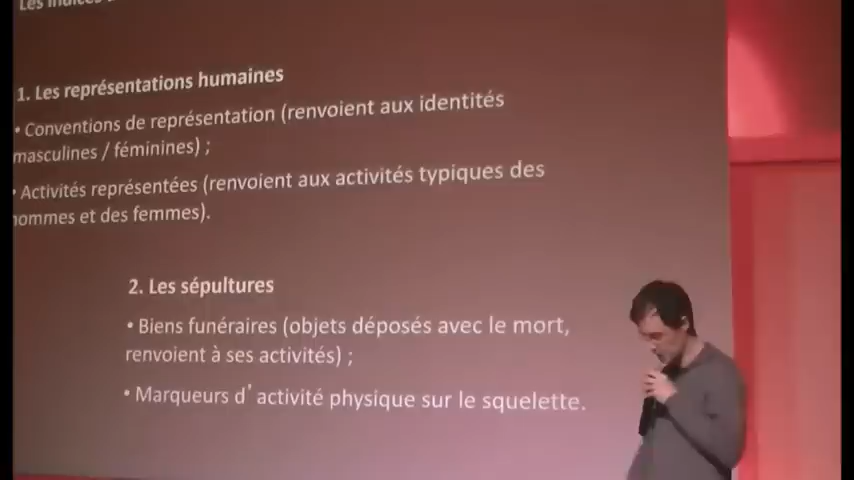 Les indices
1. Les représentations humaines
• Conventions de représentation (renvoient aux identités
masculines / féminines) ;
• Activités représentées (renvoient aux activités typiques des
hommes et des femmes).
2. Les sépultures
• Biens funéraires (objets déposés avec le mort,
renvoient à ses activités) ;
• Marqueurs d'activité physique sur le squelette.